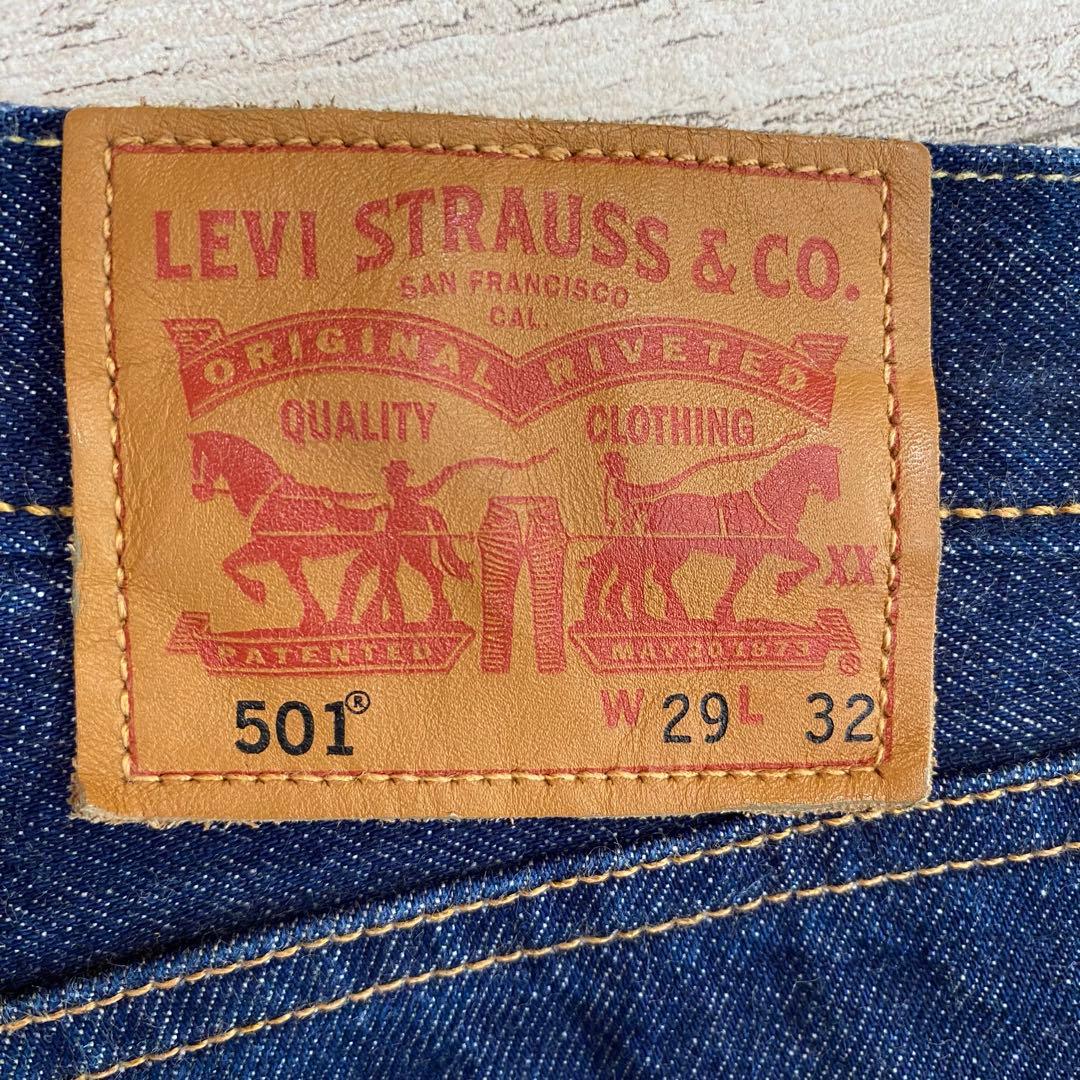 LEVI STRAUSS & CO.
SAN FRANCISCO
CAL.
ORIGINAL RIVETED
QUALITY CLOTHING
XX
PATENTED MAY 20 1873 ®
501® W 29 L 32